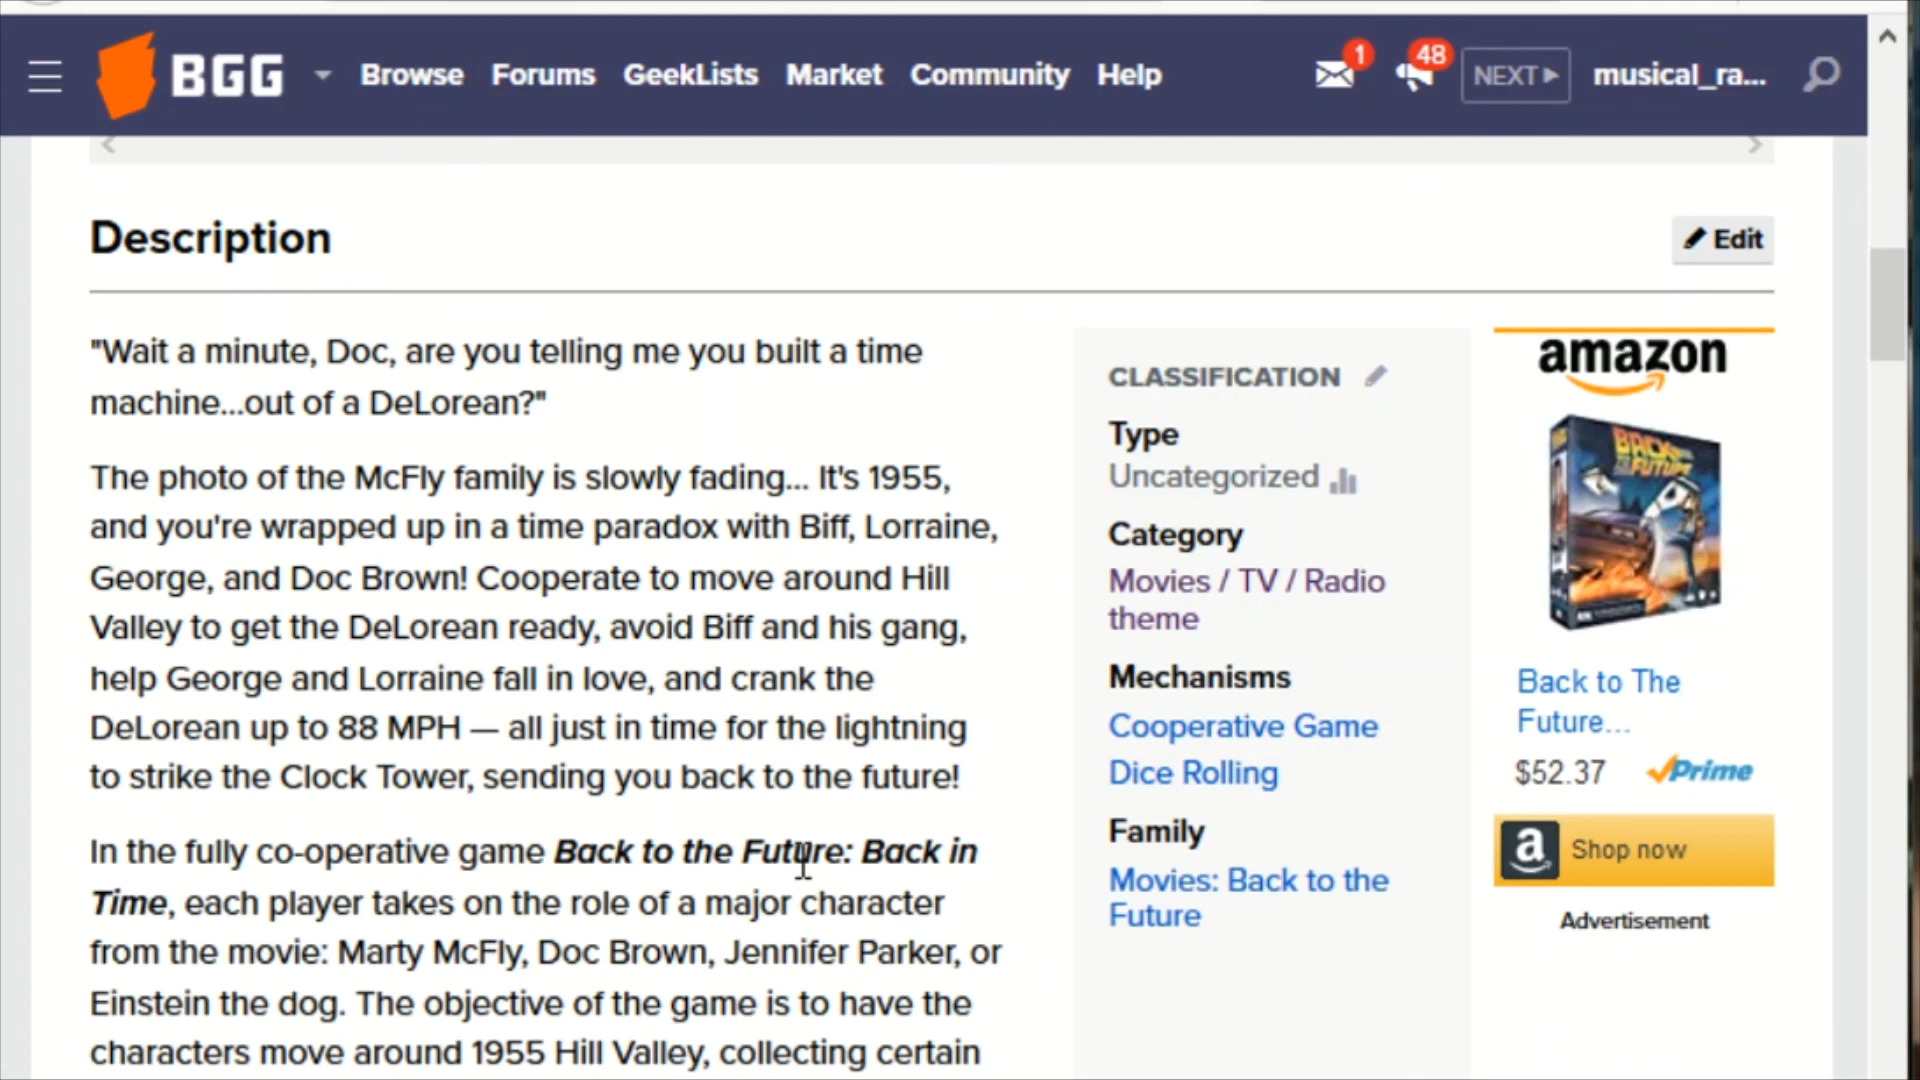 BGG Browse Forums GeekLists Market Community Help 1 48 NEXT musical_ra...
Description
Edit
"Wait a minute, Doc, are you telling me you built a time
machine...out of a DeLorean?"
The photo of the McFly family is slowly fading... It's 1955,
and you're wrapped up in a time paradox with Biff, Lorraine,
George, and Doc Brown! Cooperate to move around Hill
Valley to get the DeLorean ready, avoid Biff and his gang,
help George and Lorraine fall in love, and crank the
DeLorean up to 88 MPH — all just in time for the lightning
to strike the Clock Tower, sending you back to the future!
In the fully co-operative game Back to the Future: Back in
Time, each player takes on the role of a major character
from the movie: Marty McFly, Doc Brown, Jennifer Parker, or
Einstein the dog. The objective of the game is to have the
characters move around 1955 Hill Valley, collecting certain
CLASSIFICATION
Type
Uncategorized
Category
Movies / TV / Radio
theme
Mechanisms
Cooperative Game
Dice Rolling
Family
Movies: Back to the
Future
amazon
BACK
FUTURE
Back to The
Future...
$52.37 Prime
a Shop now
Advertisement